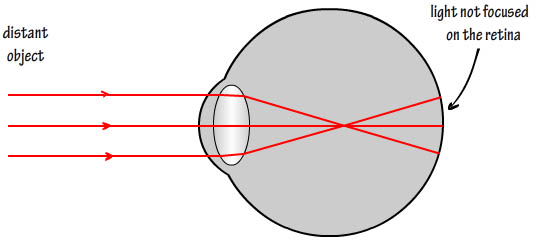 distant
object
light not focused
on the retina